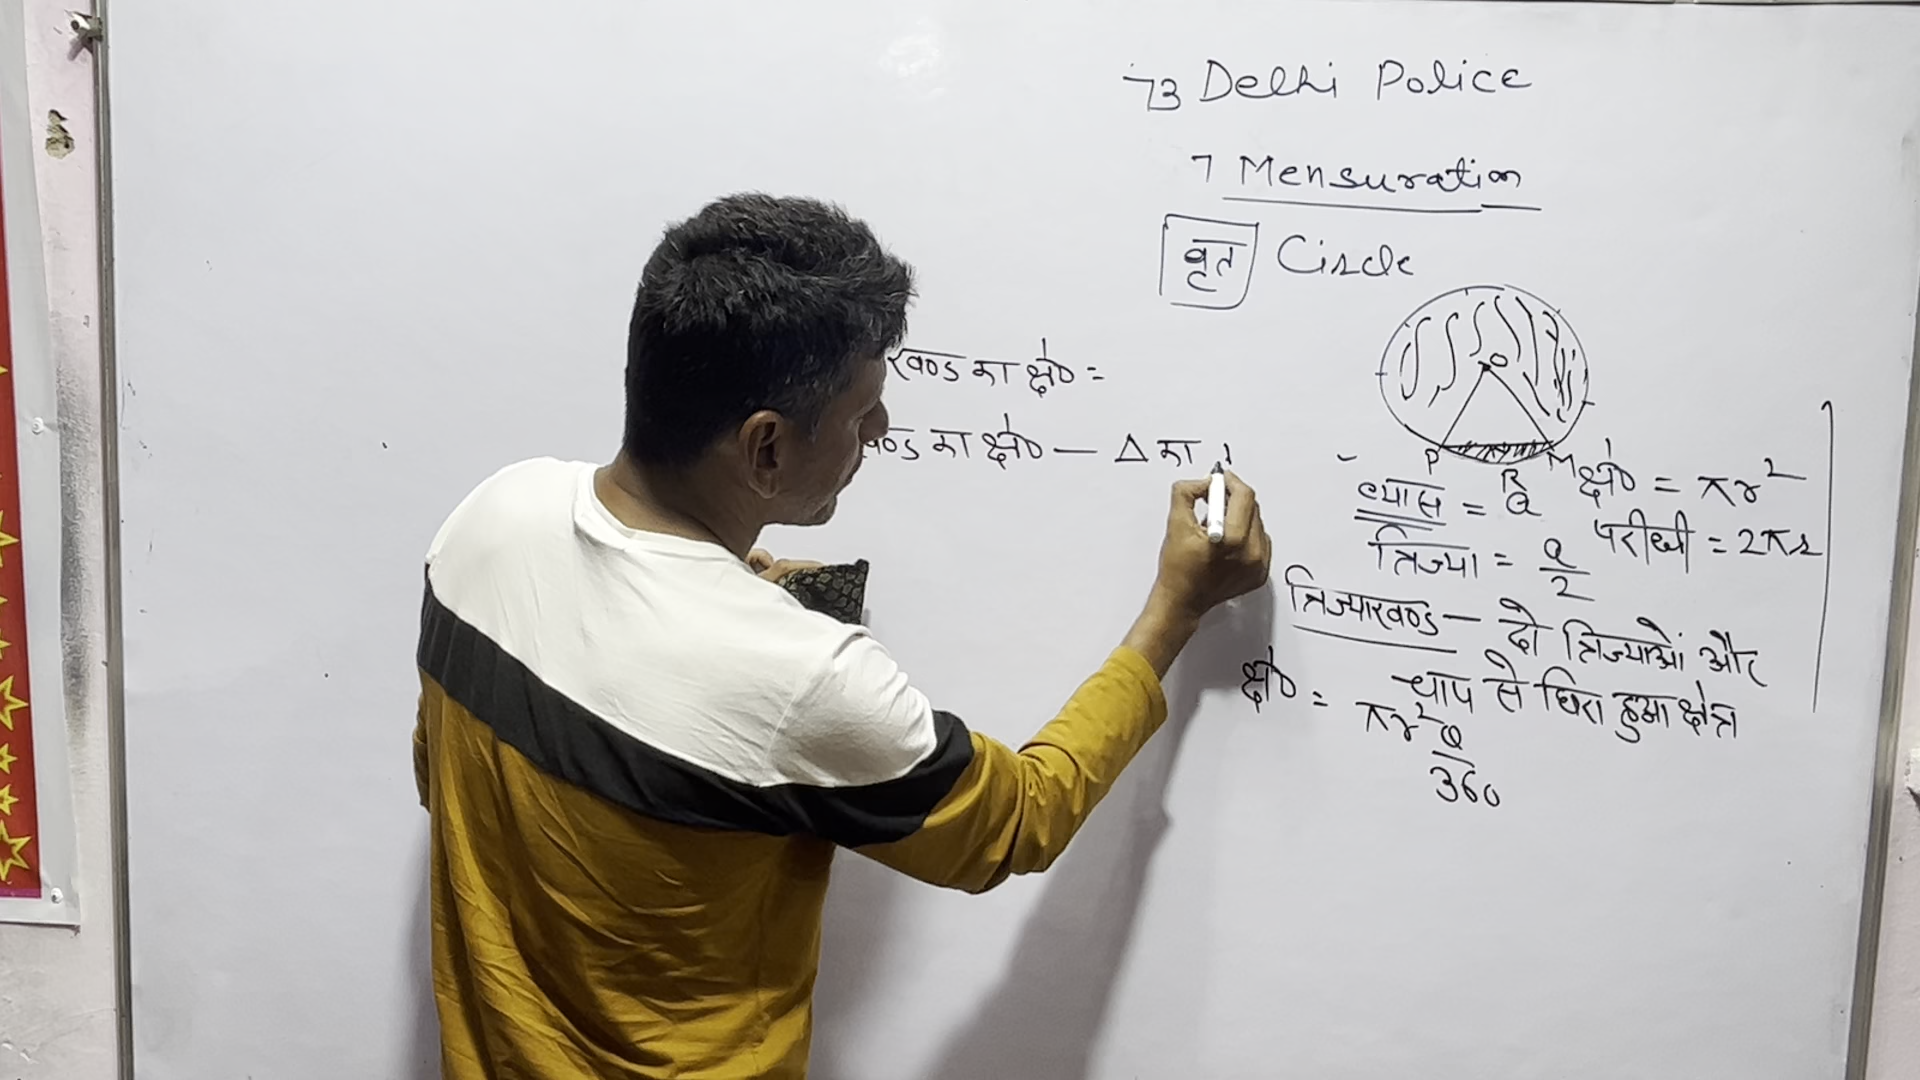 73 Delhi Police
7 Mensuration
वृत Circle
खण्ड का क्षे० =
खण्ड का क्षे० — Δ का
O
P R M
व्यास = Q
क्षे० = πr²
त्रिज्या = a/2
परीधी = 2πr
त्रिज्याखण्ड — दो त्रिज्याओं और
चाप से घिरा हुआ क्षेत्र
क्षे० = πr² Q/360